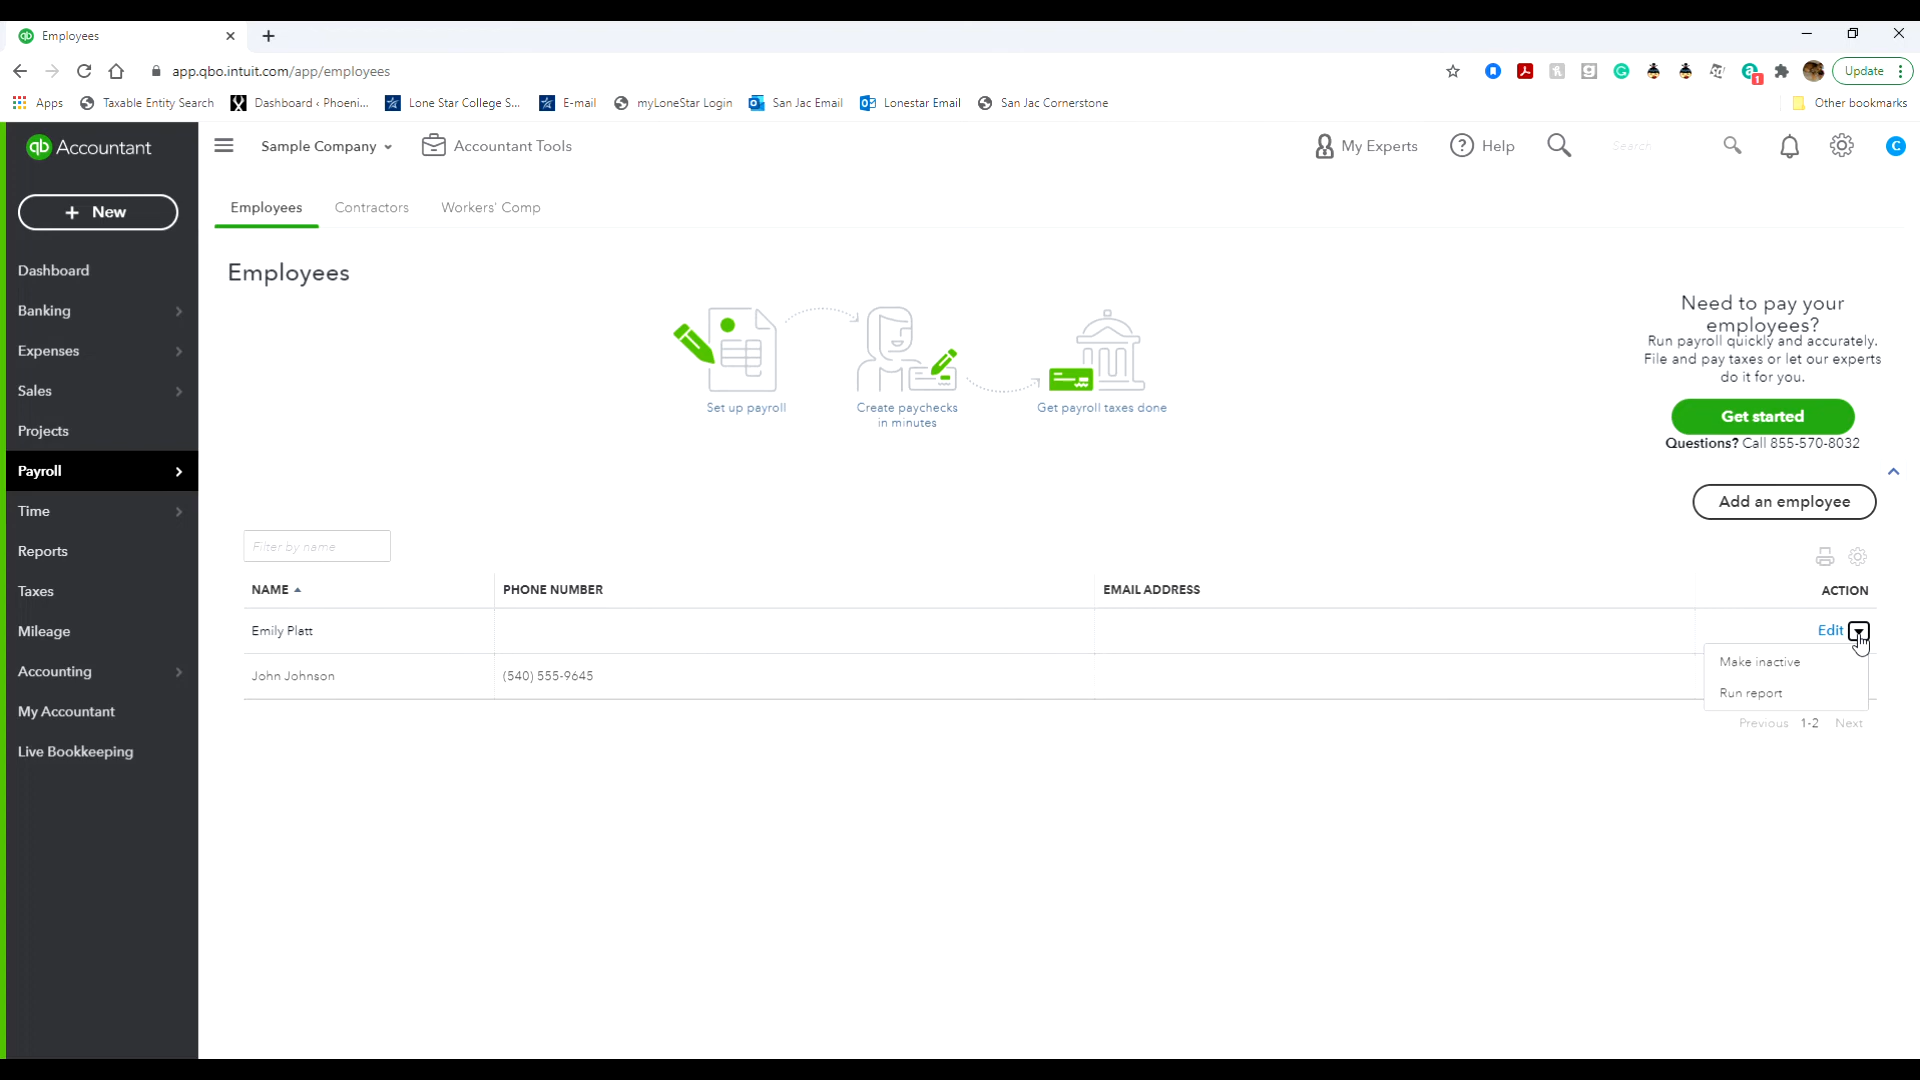 Employees
app.qbo.intuit.com/app/employees
Update
Apps
Taxable Entity Search
Dashboard ‹ Phoeni...
Lone Star College S...
E-mail
myLoneStar Login
San Jac Email
Lonestar Email
San Jac Cornerstone
Other bookmarks
qb Accountant
Sample Company
Accountant Tools
My Experts
Help
Search
C
+ New
Employees
Contractors
Workers' Comp
Dashboard
Banking
Expenses
Sales
Projects
Payroll
Time
Reports
Taxes
Mileage
Accounting
My Accountant
Live Bookkeeping
Employees
Set up payroll
Create paychecks
in minutes
Get payroll taxes done
Need to pay your
employees?
Run payroll quickly and accurately.
File and pay taxes or let our experts
do it for you.
Get started
Questions? Call 855-570-8032
Add an employee
Filter by name
NAME
PHONE NUMBER
EMAIL ADDRESS
ACTION
Emily Platt
Edit
Make inactive
Run report
John Johnson
(540) 555-9645
Previous 1-2 Next